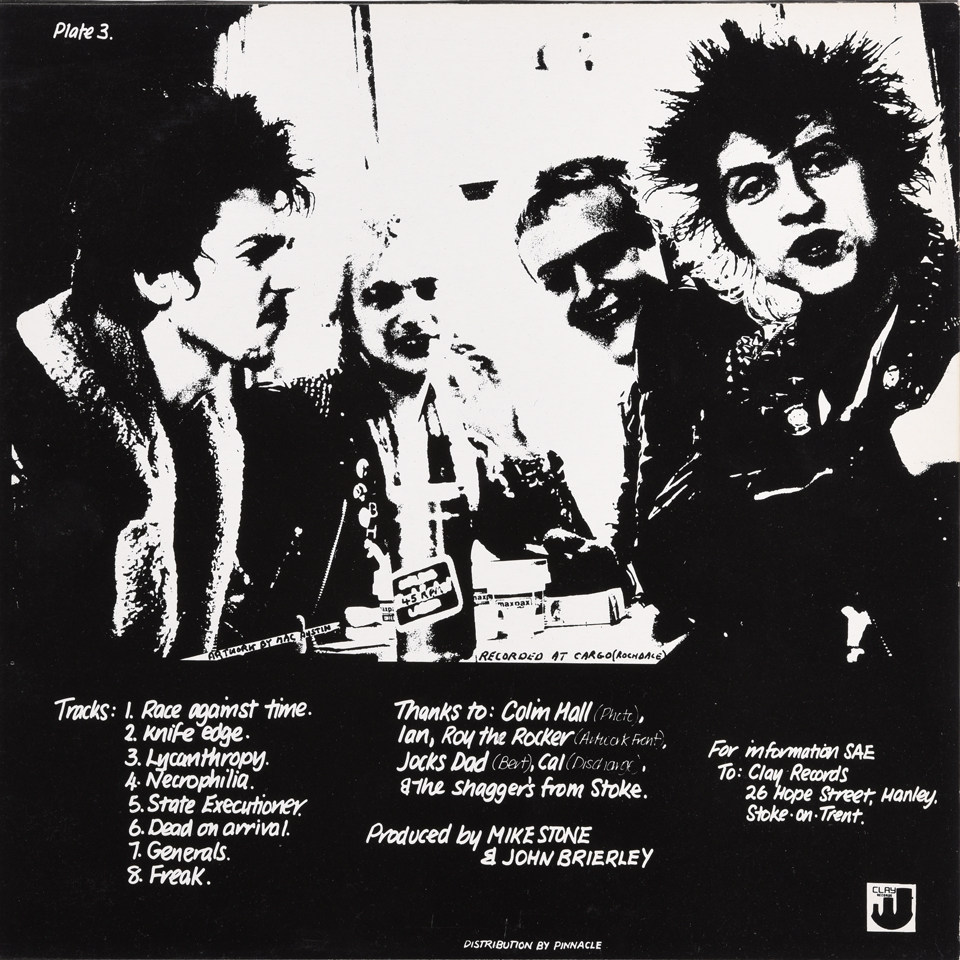 Plate 3.
45 RPM
maxpax
ARTWORK BY MAC AUSTIN
RECORDED AT CARGO (ROCHDALE)
Tracks: 1. Race against time.
2. Knife edge.
3. Lycanthropy.
4. Necrophilia.
5. State Executioner.
6. Dead on arrival.
7. Generals.
8. Freak.
Thanks to: Colin Hall (Photo),
Ian, Roy the Rocker (Artwork Front),
Jocks Dad (Bert), Cal (Discharge),
& the shaggers from Stoke.
Produced by MIKE STONE
& JOHN BRIERLEY
For information SAE
To: Clay Records
26 Hope Street, Hanley,
Stoke·on·Trent.
CLAY
RECORDS
DISTRIBUTION BY PINNACLE